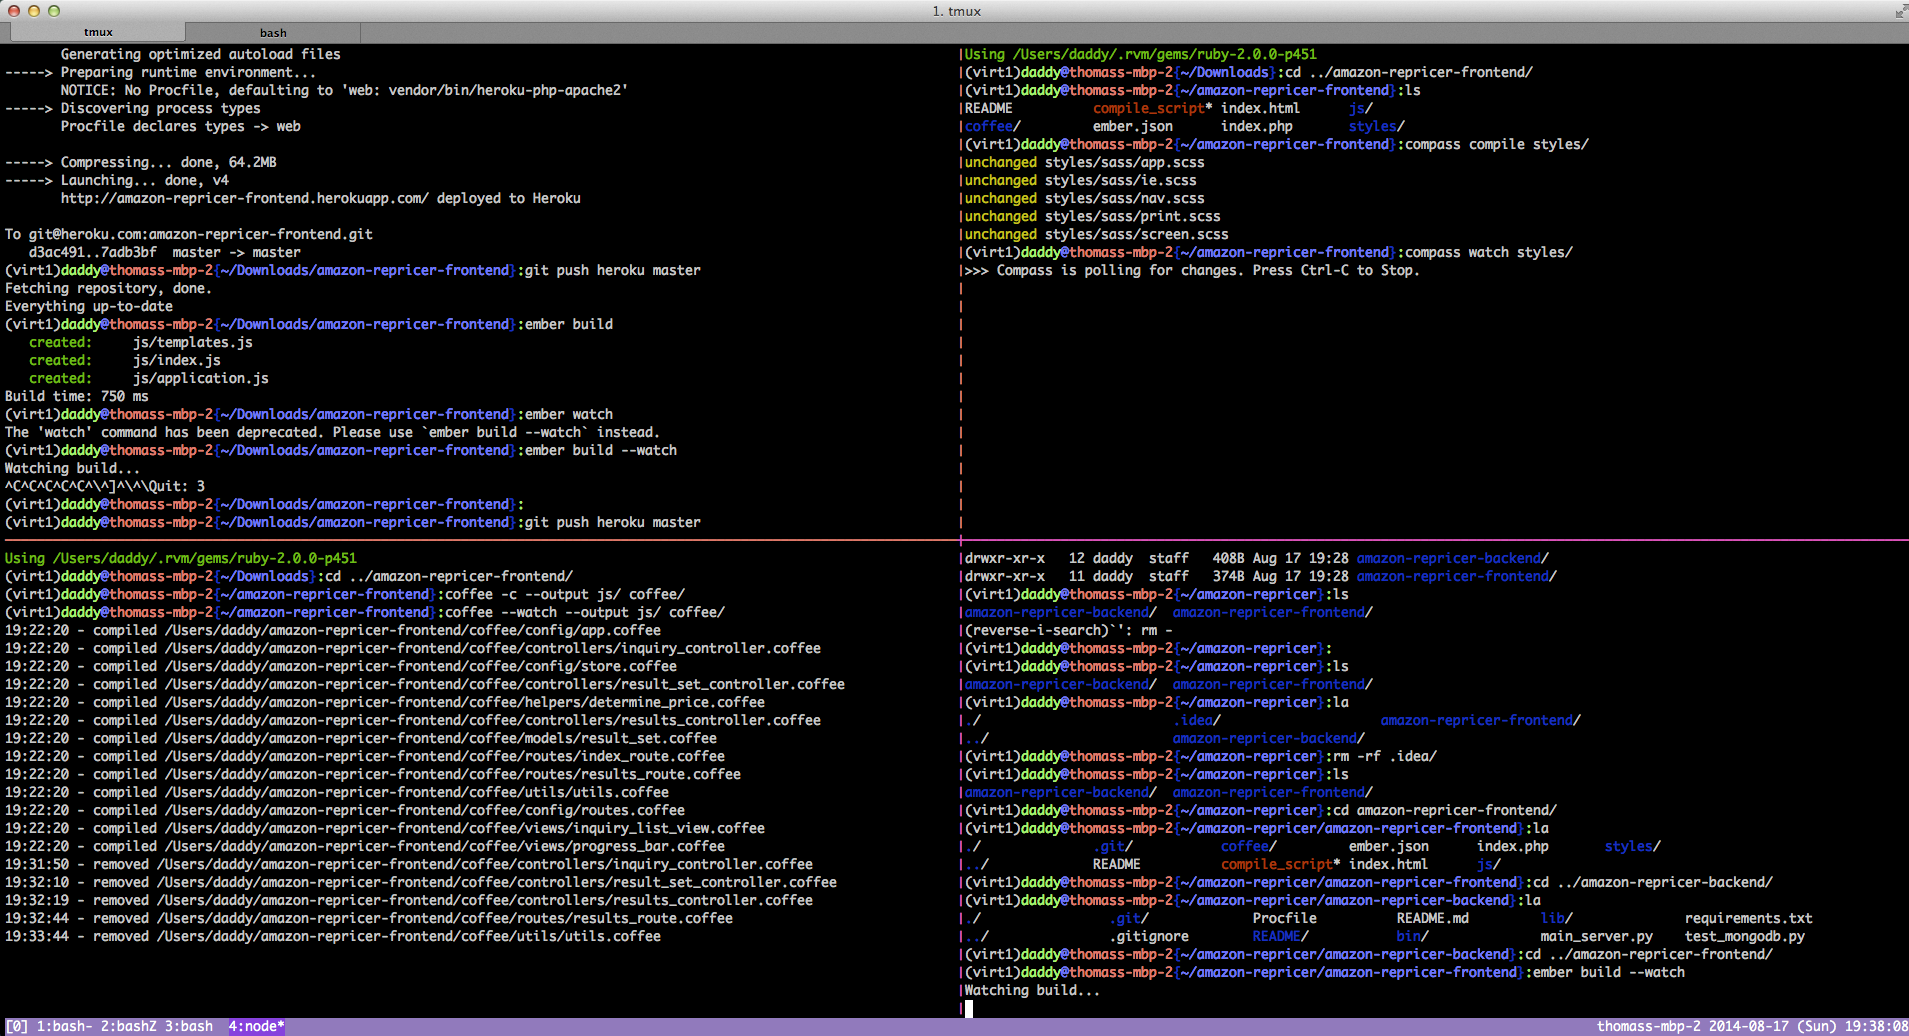 1. tmux
tmux
bash
Generating optimized autoload files
-----> Preparing runtime environment...
NOTICE: No Procfile, defaulting to 'web: vendor/bin/heroku-php-apache2'
-----> Discovering process types
Procfile declares types -> web
-----> Compressing... done, 64.2MB
-----> Launching... done, v4
http://amazon-repricer-frontend.herokuapp.com/ deployed to Heroku
To git@heroku.com:amazon-repricer-frontend.git
d3ac491..7adb3bf  master -> master
(virt1)daddy@thomass-mbp-2{~/Downloads/amazon-repricer-frontend}:git push heroku master
Fetching repository, done.
Everything up-to-date
(virt1)daddy@thomass-mbp-2{~/Downloads/amazon-repricer-frontend}:ember build
created:     js/templates.js
created:     js/index.js
created:     js/application.js
Build time: 750 ms
(virt1)daddy@thomass-mbp-2{~/Downloads/amazon-repricer-frontend}:ember watch
The 'watch' command has been deprecated. Please use `ember build --watch` instead.
(virt1)daddy@thomass-mbp-2{~/Downloads/amazon-repricer-frontend}:ember build --watch
Watching build...
^C^C^C^C^C^\^]^\^\Quit: 3
(virt1)daddy@thomass-mbp-2{~/Downloads/amazon-repricer-frontend}:
(virt1)daddy@thomass-mbp-2{~/Downloads/amazon-repricer-frontend}:git push heroku master
Using /Users/daddy/.rvm/gems/ruby-2.0.0-p451
(virt1)daddy@thomass-mbp-2{~/Downloads}:cd ../amazon-repricer-frontend/
(virt1)daddy@thomass-mbp-2{~/amazon-repricer-frontend}:ls
README          compile_script* index.html      js/
coffee/         ember.json      index.php       styles/
(virt1)daddy@thomass-mbp-2{~/amazon-repricer-frontend}:compass compile styles/
unchanged styles/sass/app.scss
unchanged styles/sass/ie.scss
unchanged styles/sass/nav.scss
unchanged styles/sass/print.scss
unchanged styles/sass/screen.scss
(virt1)daddy@thomass-mbp-2{~/amazon-repricer-frontend}:compass watch styles/
>>> Compass is polling for changes. Press Ctrl-C to Stop.
Using /Users/daddy/.rvm/gems/ruby-2.0.0-p451
(virt1)daddy@thomass-mbp-2{~/Downloads}:cd ../amazon-repricer-frontend/
(virt1)daddy@thomass-mbp-2{~/amazon-repricer-frontend}:coffee -c --output js/ coffee/
(virt1)daddy@thomass-mbp-2{~/amazon-repricer-frontend}:coffee --watch --output js/ coffee/
19:22:20 - compiled /Users/daddy/amazon-repricer-frontend/coffee/config/app.coffee
19:22:20 - compiled /Users/daddy/amazon-repricer-frontend/coffee/controllers/inquiry_controller.coffee
19:22:20 - compiled /Users/daddy/amazon-repricer-frontend/coffee/config/store.coffee
19:22:20 - compiled /Users/daddy/amazon-repricer-frontend/coffee/controllers/result_set_controller.coffee
19:22:20 - compiled /Users/daddy/amazon-repricer-frontend/coffee/helpers/determine_price.coffee
19:22:20 - compiled /Users/daddy/amazon-repricer-frontend/coffee/controllers/results_controller.coffee
19:22:20 - compiled /Users/daddy/amazon-repricer-frontend/coffee/models/result_set.coffee
19:22:20 - compiled /Users/daddy/amazon-repricer-frontend/coffee/routes/index_route.coffee
19:22:20 - compiled /Users/daddy/amazon-repricer-frontend/coffee/routes/results_route.coffee
19:22:20 - compiled /Users/daddy/amazon-repricer-frontend/coffee/utils/utils.coffee
19:22:20 - compiled /Users/daddy/amazon-repricer-frontend/coffee/config/routes.coffee
19:22:20 - compiled /Users/daddy/amazon-repricer-frontend/coffee/views/inquiry_list_view.coffee
19:22:20 - compiled /Users/daddy/amazon-repricer-frontend/coffee/views/progress_bar.coffee
19:31:50 - removed /Users/daddy/amazon-repricer-frontend/coffee/controllers/inquiry_controller.coffee
19:32:10 - removed /Users/daddy/amazon-repricer-frontend/coffee/controllers/result_set_controller.coffee
19:32:19 - removed /Users/daddy/amazon-repricer-frontend/coffee/controllers/results_controller.coffee
19:32:44 - removed /Users/daddy/amazon-repricer-frontend/coffee/routes/results_route.coffee
19:33:44 - removed /Users/daddy/amazon-repricer-frontend/coffee/utils/utils.coffee
drwxr-xr-x   12 daddy  staff   408B Aug 17 19:28 amazon-repricer-backend/
drwxr-xr-x   11 daddy  staff   374B Aug 17 19:28 amazon-repricer-frontend/
(virt1)daddy@thomass-mbp-2{~/amazon-repricer}:ls
amazon-repricer-backend/  amazon-repricer-frontend/
(reverse-i-search)`': rm -
(virt1)daddy@thomass-mbp-2{~/amazon-repricer}:
(virt1)daddy@thomass-mbp-2{~/amazon-repricer}:ls
amazon-repricer-backend/  amazon-repricer-frontend/
(virt1)daddy@thomass-mbp-2{~/amazon-repricer}:la
./                        .idea/                    amazon-repricer-frontend/
../                       amazon-repricer-backend/
(virt1)daddy@thomass-mbp-2{~/amazon-repricer}:rm -rf .idea/
(virt1)daddy@thomass-mbp-2{~/amazon-repricer}:ls
amazon-repricer-backend/  amazon-repricer-frontend/
(virt1)daddy@thomass-mbp-2{~/amazon-repricer}:cd amazon-repricer-frontend/
(virt1)daddy@thomass-mbp-2{~/amazon-repricer/amazon-repricer-frontend}:la
./              .git/           coffee/         ember.json      index.php       styles/
../             README          compile_script* index.html      js/
(virt1)daddy@thomass-mbp-2{~/amazon-repricer/amazon-repricer-frontend}:cd ../amazon-repricer-backend/
(virt1)daddy@thomass-mbp-2{~/amazon-repricer/amazon-repricer-backend}:la
./                .git/             Procfile          README.md         lib/              requirements.txt
../               .gitignore        README/           bin/              main_server.py    test_mongodb.py
(virt1)daddy@thomass-mbp-2{~/amazon-repricer/amazon-repricer-backend}:cd ../amazon-repricer-frontend/
(virt1)daddy@thomass-mbp-2{~/amazon-repricer/amazon-repricer-frontend}:ember build --watch
Watching build...
[0] 1:bash- 2:bashZ 3:bash  4:node*
thomass-mbp-2 2014-08-17 (Sun) 19:38:08